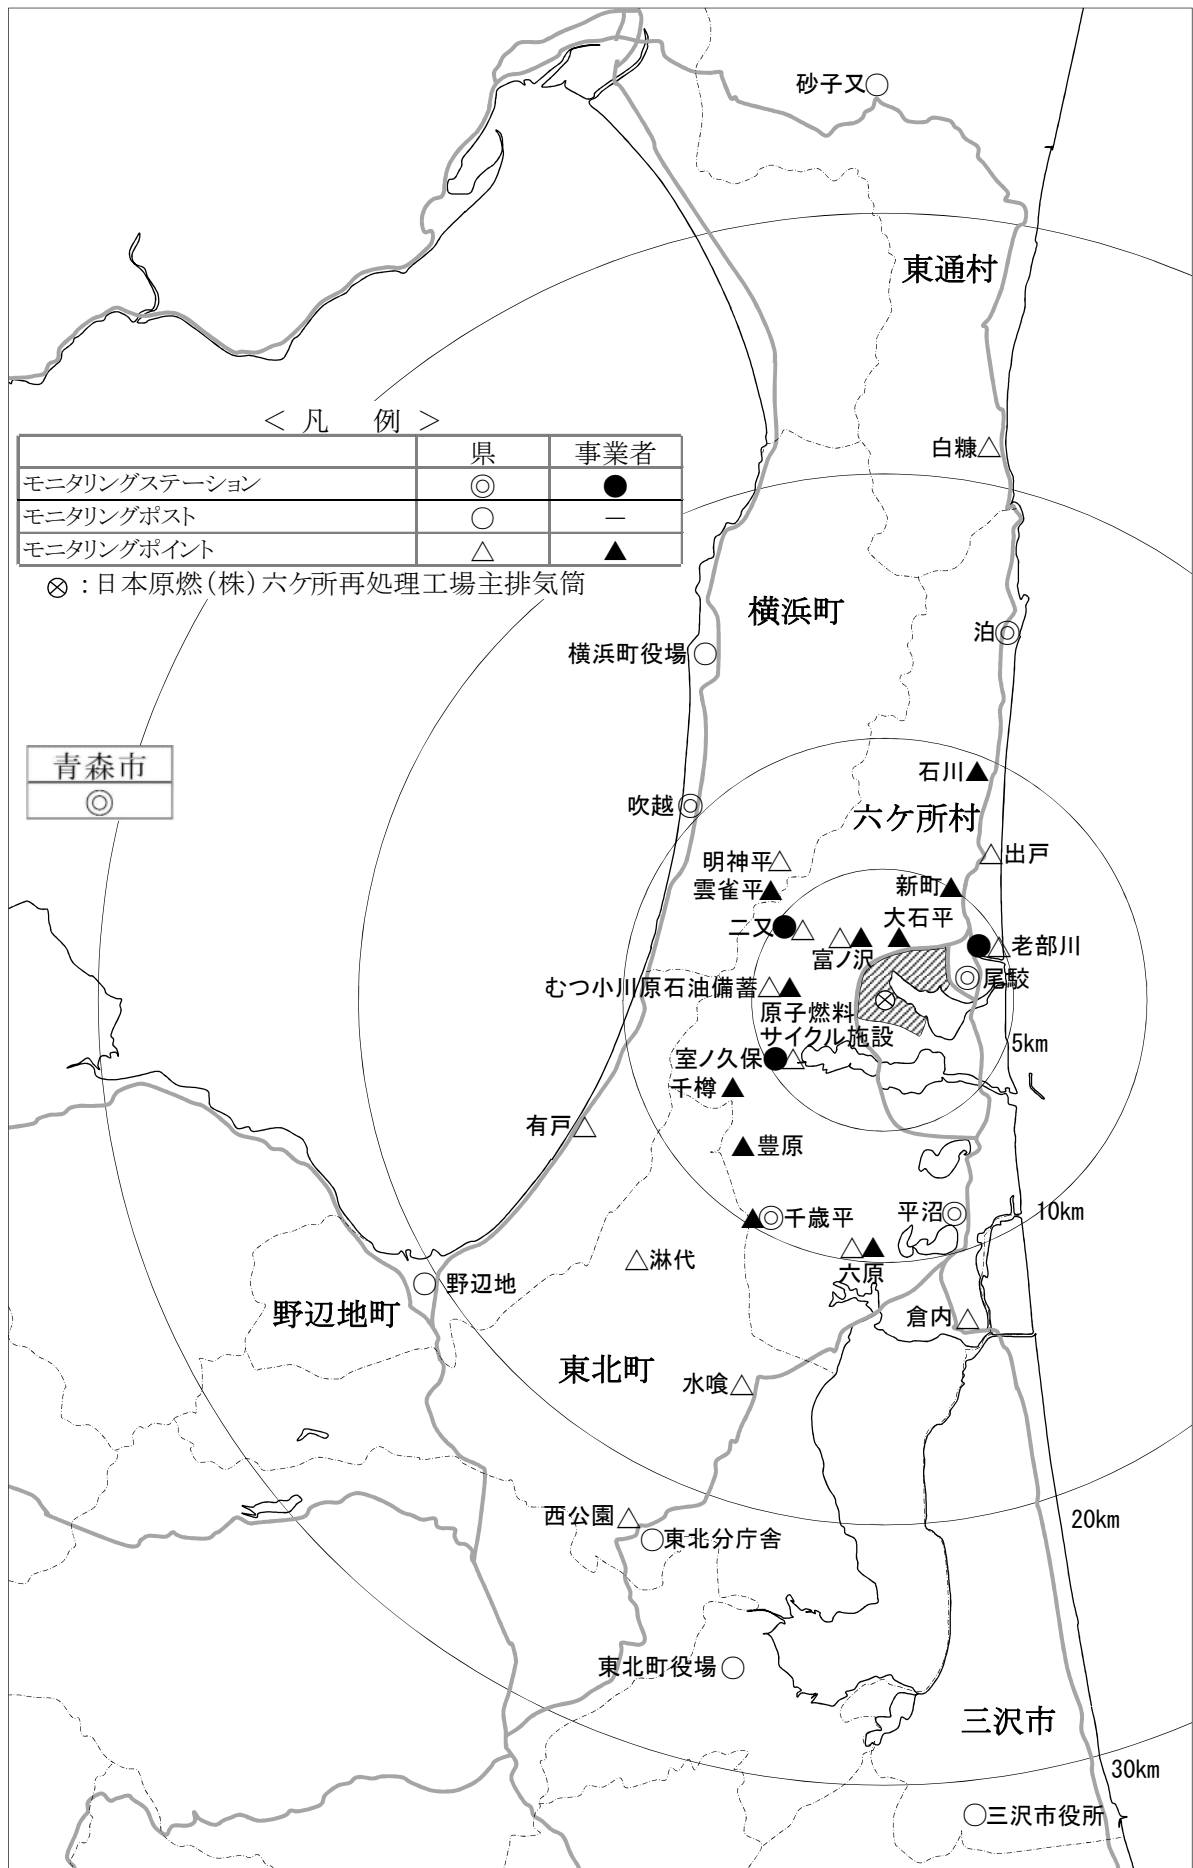 砂子又○
東通村
白糠△
＜ 凡　例 ＞
県 事業者
モニタリングステーション ◎ ●
モニタリングポスト ○ －
モニタリングポイント △ ▲
⊗ ：日本原燃(株)六ケ所再処理工場主排気筒
横浜町
泊◎
横浜町役場 ○
青森市
◎
石川▲
吹越◎
六ケ所村
明神平△
△出戸
雲雀平▲
新町▲
大石平
二又●△
△▲ ▲
富ノ沢
●△老部川
◎尾駮
むつ小川原石油備蓄△▲
原子燃料
サイクル施設
5km
室ノ久保●△
千樽▲
有戸△
▲豊原
▲◎千歳平
平沼◎
10km
△▲
六原
△淋代
○ 野辺地
野辺地町
倉内△
東北町
水喰△
西公園△
20km
○東北分庁舎
東北町役場○
三沢市
30km
○三沢市役所